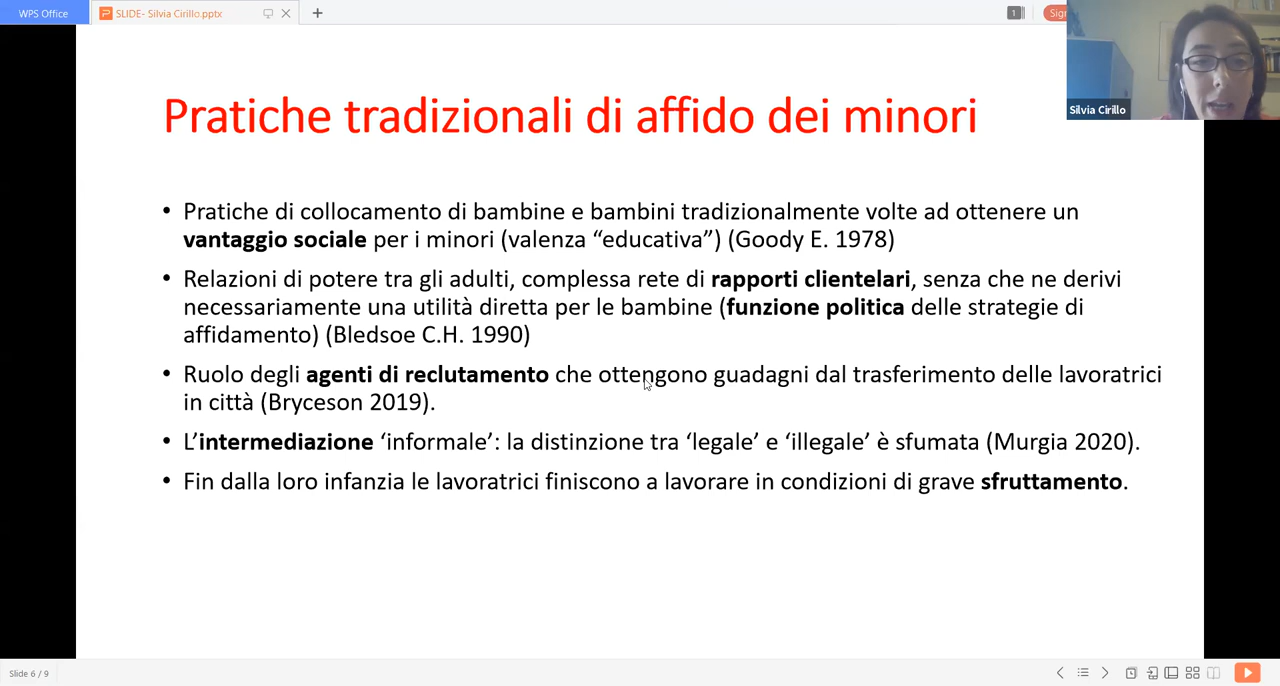 WPS Office
SLIDE- Silvia Cirillo.pptx
1
Sign
Silvia Cirillo
Pratiche tradizionali di affido dei minori
• Pratiche di collocamento di bambine e bambini tradizionalmente volte ad ottenere un
vantaggio sociale per i minori (valenza “educativa”) (Goody E. 1978)
• Relazioni di potere tra gli adulti, complessa rete di rapporti clientelari, senza che ne derivi
necessariamente una utilità diretta per le bambine (funzione politica delle strategie di
affidamento) (Bledsoe C.H. 1990)
• Ruolo degli agenti di reclutamento che ottengono guadagni dal trasferimento delle lavoratrici
in città (Bryceson 2019).
• L’intermediazione ‘informale’: la distinzione tra ‘legale’ e ‘illegale’ è sfumata (Murgia 2020).
• Fin dalla loro infanzia le lavoratrici finiscono a lavorare in condizioni di grave sfruttamento.
Slide 6 / 9